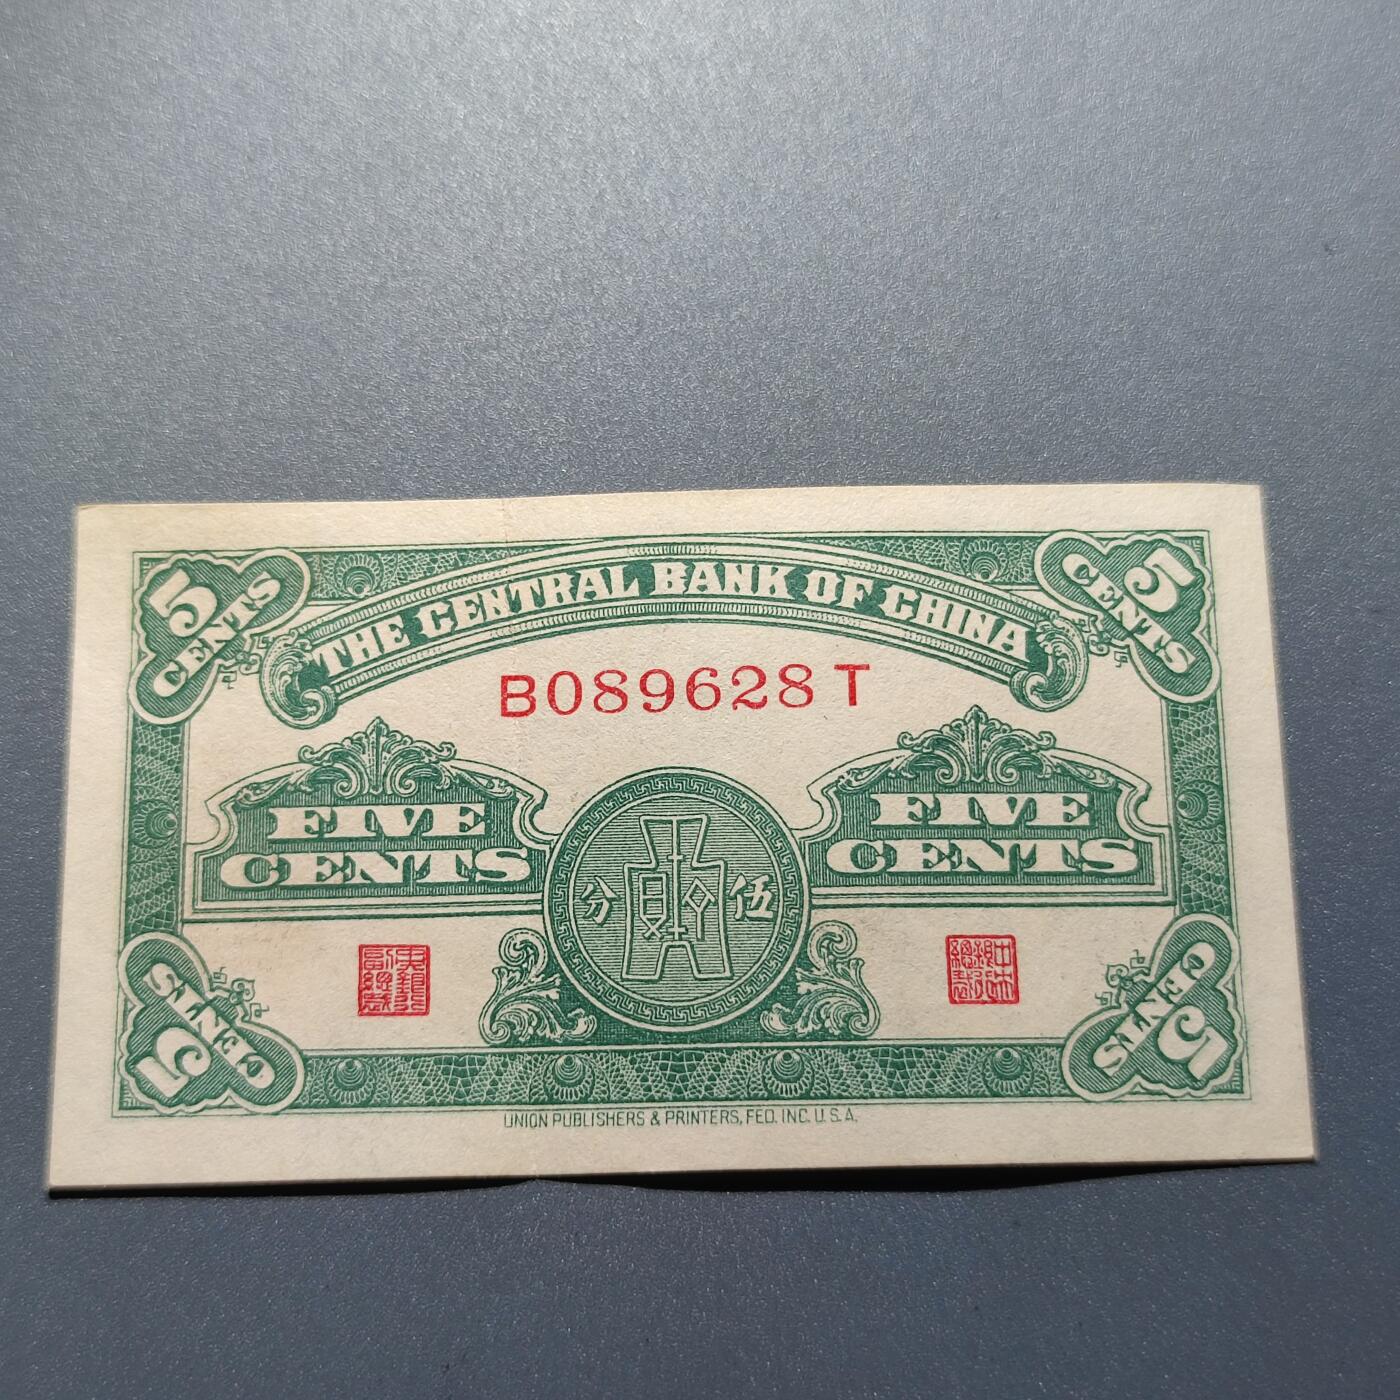 5 CENTS
THE CENTRAL BANK OF CHINA
5 CENTS
B089628T
FIVE CENTS
FIVE CENTS
分 伍
5 CENTS
5 CENTS
UNION PUBLISHERS & PRINTERS, FED. INC. U.S.A.